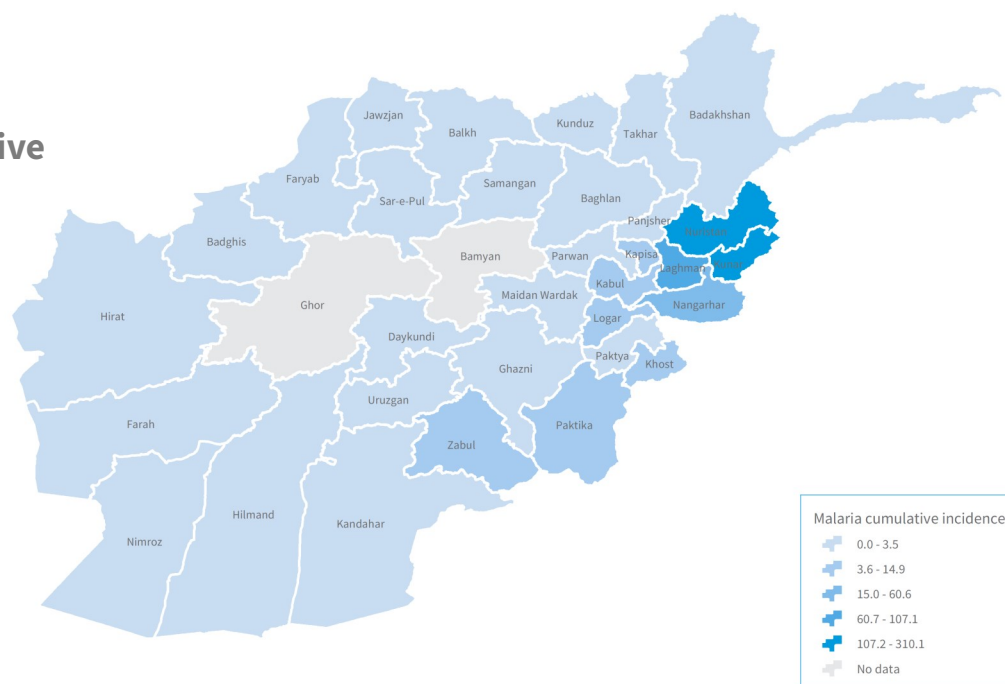 ive
Jawzjan
Balkh
Kunduz
Takhar
Badakhshan
Faryab
Sar-e-Pul
Samangan
Baghlan
Panjsher
Nuristan
Badghis
Parwan
Kapisa
Laghman
Kunar
Bamyan
Kabul
Maidan Wardak
Nangarhar
Hirat
Ghor
Logar
Daykundi
Paktya
Khost
Ghazni
Uruzgan
Farah
Paktika
Zabul
Hilmand
Kandahar
Nimroz
Malaria cumulative incidence
0.0 - 3.5
3.6 - 14.9
15.0 - 60.6
60.7 - 107.1
107.2 - 310.1
No data